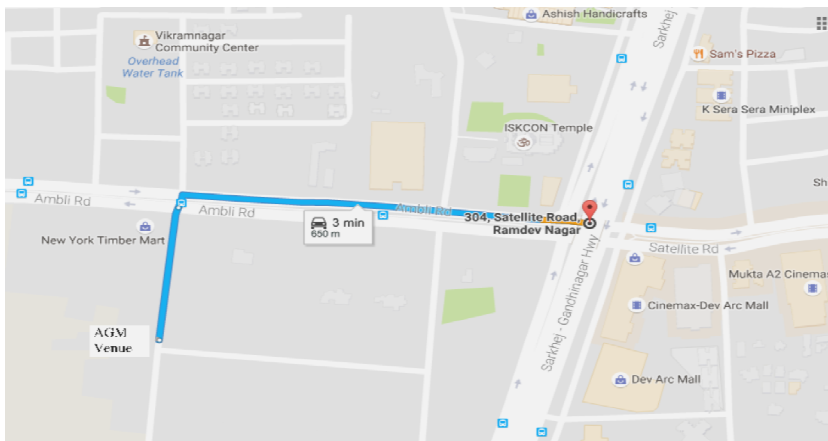 Ashish Handicrafts
Vikramnagar
Community Center
Overhead
Water Tank
Sarkhej
Sam's Pizza
K Sera Sera Miniplex
ISKCON Temple
Sh
Ambli Rd
Ambli Rd
Ambli Rd
304, Satellite Road,
Ramdev Nagar
3 min
650 m
New York Timber Mart
Satellite Rd
Sarkhej - Gandhinagar Hwy
Mukta A2 Cinemas
Cinemax-Dev Arc Mall
AGM
Venue
Dev Arc Mall